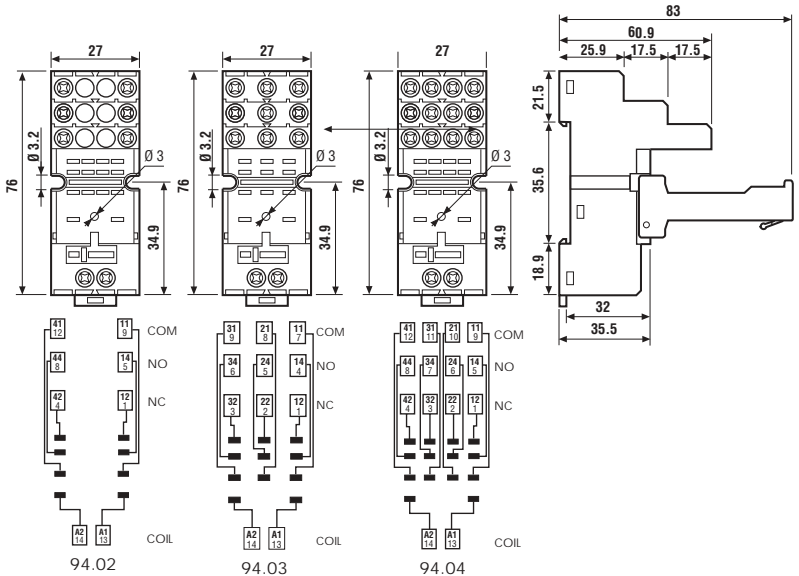 27
27
27
83
60.9
25.9 17.5 17.5
76
Ø 3.2
Ø 3
34.9
76
Ø 3.2
Ø 3
34.9
76
Ø 3.2
Ø 3
34.9
21.5
35.6
18.9
32
35.5
41 12
11 9
COM
44 8
14 5
NO
42 4
12 1
NC
A2 14
A1 13
COIL
94.02
31 9
21 8
11 7
COM
34 6
24 5
14 4
NO
32 3
22 2
12 1
NC
A2 14
A1 13
COIL
94.03
41 12
31 11
21 10
11 9
COM
44 8
34 7
24 6
14 5
NO
42 4
32 3
22 2
12 1
NC
A2 14
A1 13
COIL
94.04